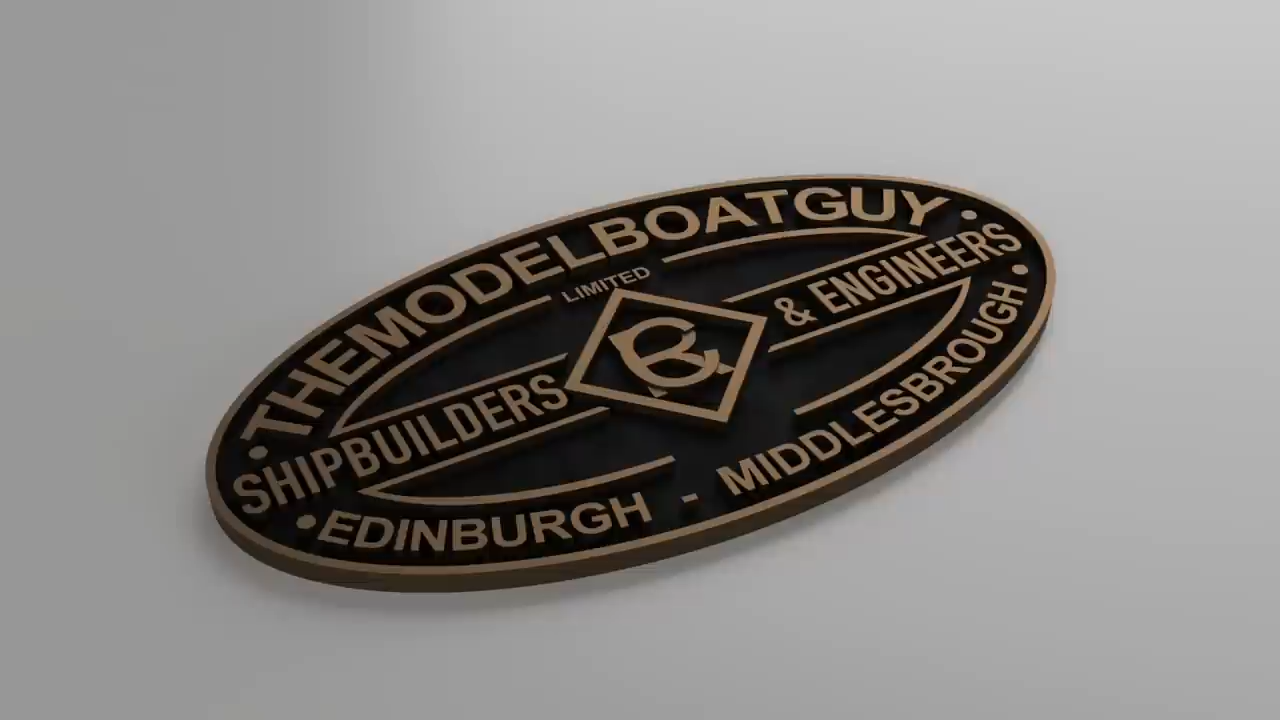 THEMODELBOATGUY
LIMITED
SHIPBUILDERS & ENGINEERS
EDINBURGH - MIDDLESBROUGH